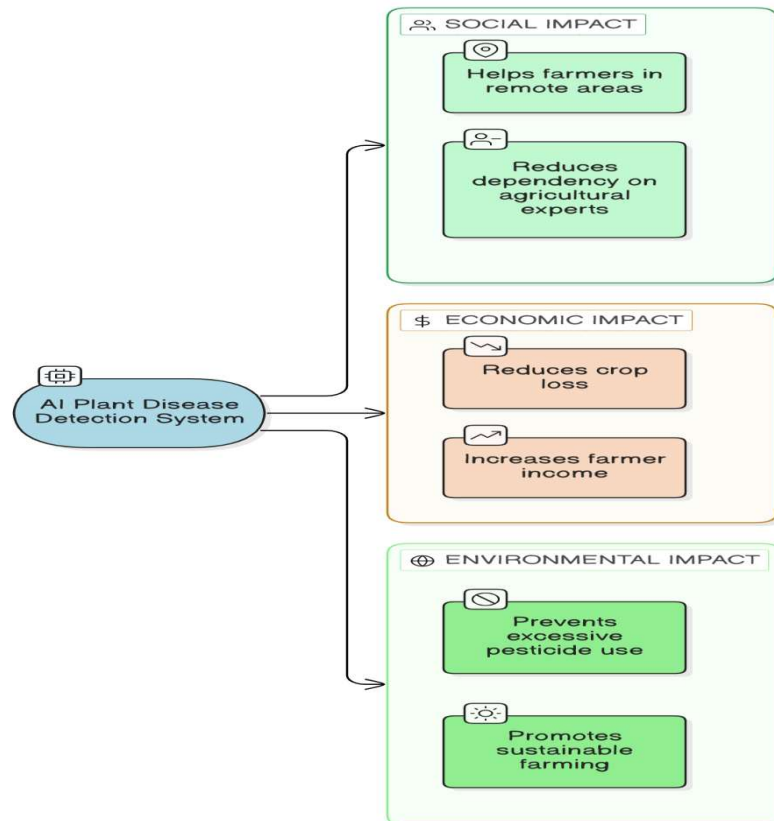 SOCIAL IMPACT
Helps farmers in
remote areas
Reduces
dependency on
agricultural
experts
$ ECONOMIC IMPACT
Reduces crop
loss
AI Plant Disease
Detection System
Increases farmer
income
ENVIRONMENTAL IMPACT
Prevents
excessive
pesticide use
Promotes
sustainable
farming